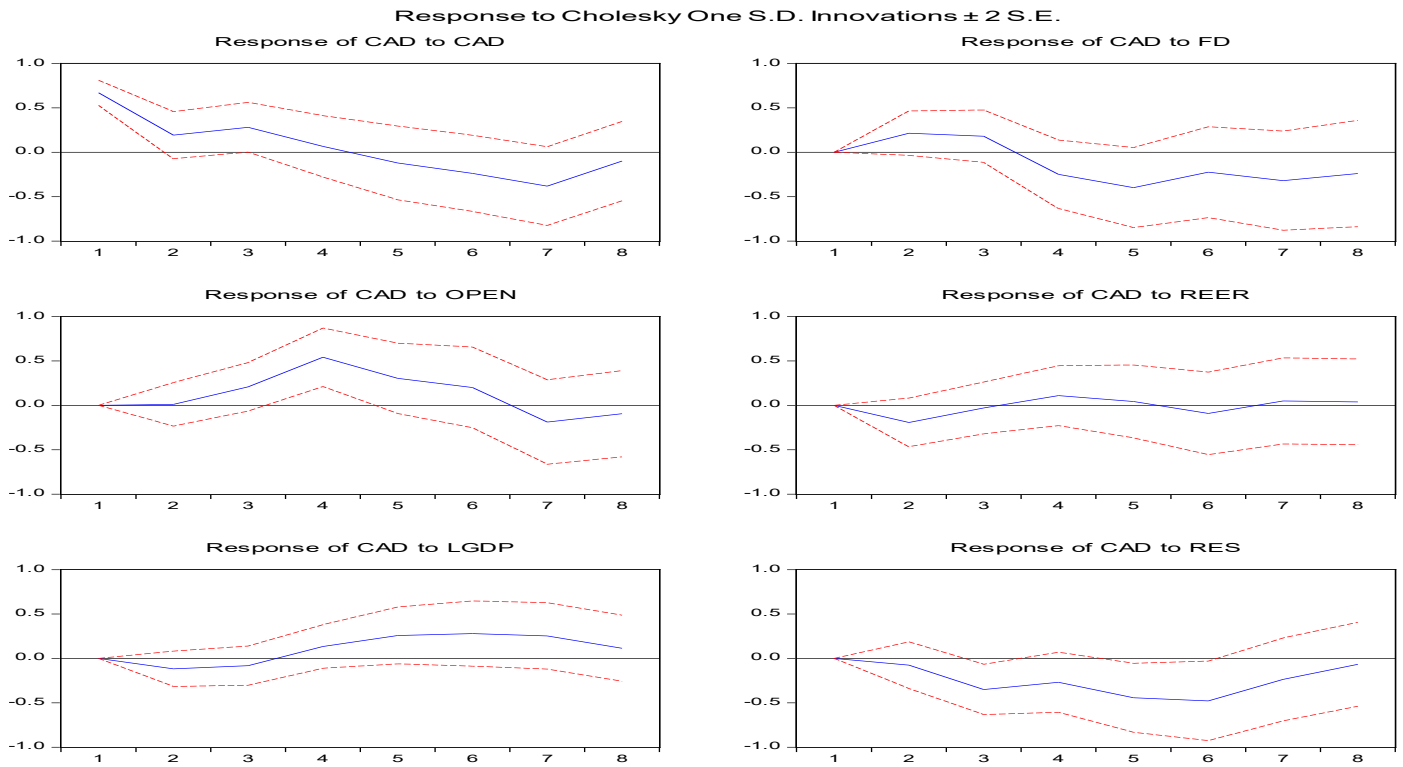 Response to Cholesky One S.D. Innovations ± 2 S.E.
Response of CAD to CAD
1.0
0.5
0.0
-0.5
-1.0
1 2 3 4 5 6 7 8
Response of CAD to FD
1.0
0.5
0.0
-0.5
-1.0
1 2 3 4 5 6 7 8
Response of CAD to OPEN
1.0
0.5
0.0
-0.5
-1.0
1 2 3 4 5 6 7 8
Response of CAD to REER
1.0
0.5
0.0
-0.5
-1.0
1 2 3 4 5 6 7 8
Response of CAD to LGDP
1.0
0.5
0.0
-0.5
-1.0
1 2 3 4 5 6 7 8
Response of CAD to RES
1.0
0.5
0.0
-0.5
-1.0
1 2 3 4 5 6 7 8